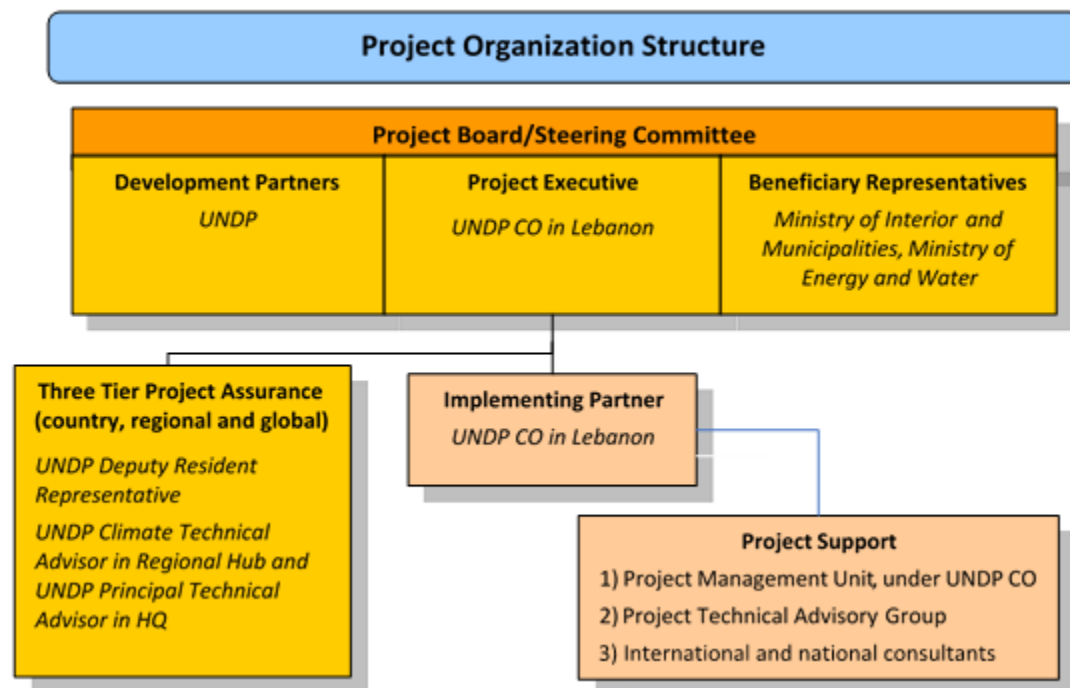 Project Organization Structure
Project Board/Steering Committee
Development Partners
UNDP
Project Executive
UNDP CO in Lebanon
Beneficiary Representatives
Ministry of Interior and
Municipalities, Ministry of
Energy and Water
Three Tier Project Assurance
(country, regional and global)
UNDP Deputy Resident
Representative
UNDP Climate Technical
Advisor in Regional Hub and
UNDP Principal Technical
Advisor in HQ
Implementing Partner
UNDP CO in Lebanon
Project Support
1) Project Management Unit, under UNDP CO
2) Project Technical Advisory Group
3) International and national consultants